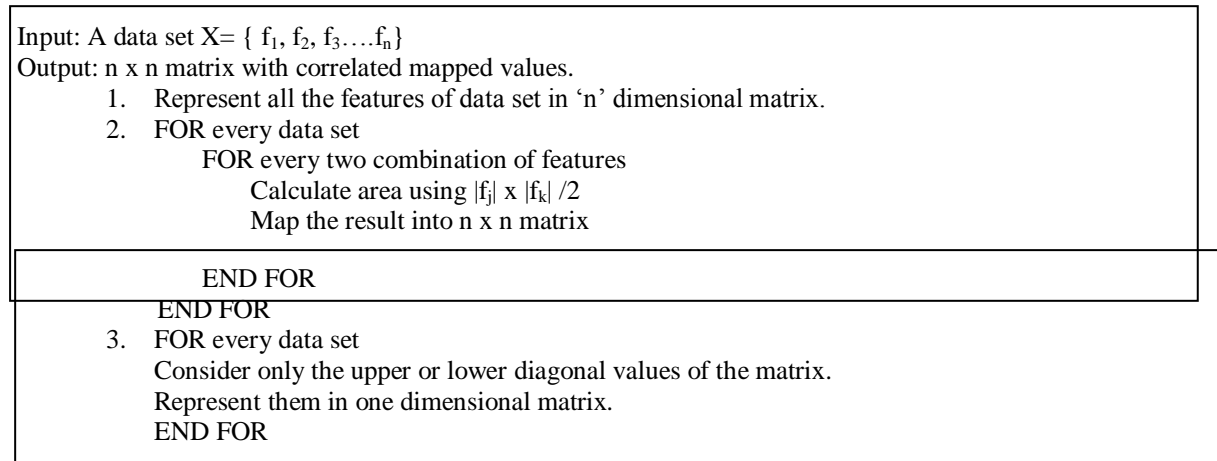 Input: A data set X= { f₁, f₂, f₃….fₙ}
Output: n x n matrix with correlated mapped values.
1. Represent all the features of data set in ‘n’ dimensional matrix.
2. FOR every data set
FOR every two combination of features
Calculate area using |fⱼ| x |fₖ| /2
Map the result into n x n matrix
END FOR
END FOR
3. FOR every data set
Consider only the upper or lower diagonal values of the matrix.
Represent them in one dimensional matrix.
END FOR